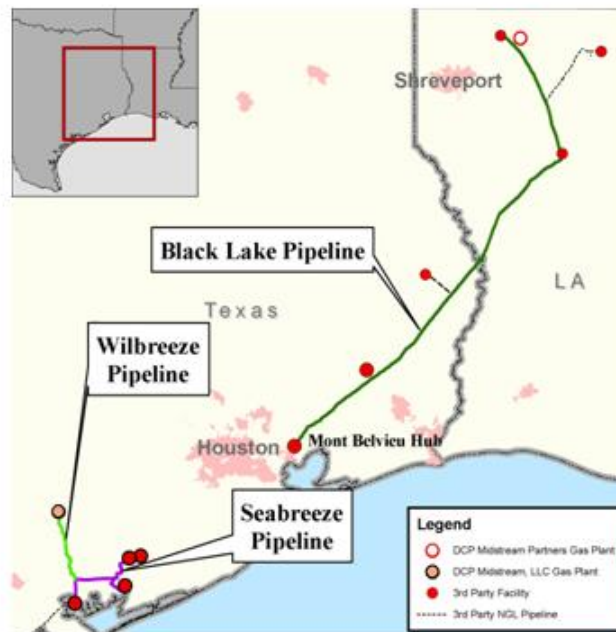 Shreveport
Black Lake
Pipeline
LA
Texas
Wilbreeze
Pipeline
Houston
Mont Belvieu Hub
Seabreeze
Pipeline
Legend
DCP Midstream Partners Gas Plant
DCP Midstream, LLC Gas Plant
3rd Party Facility
3rd Party NGL Pipeline